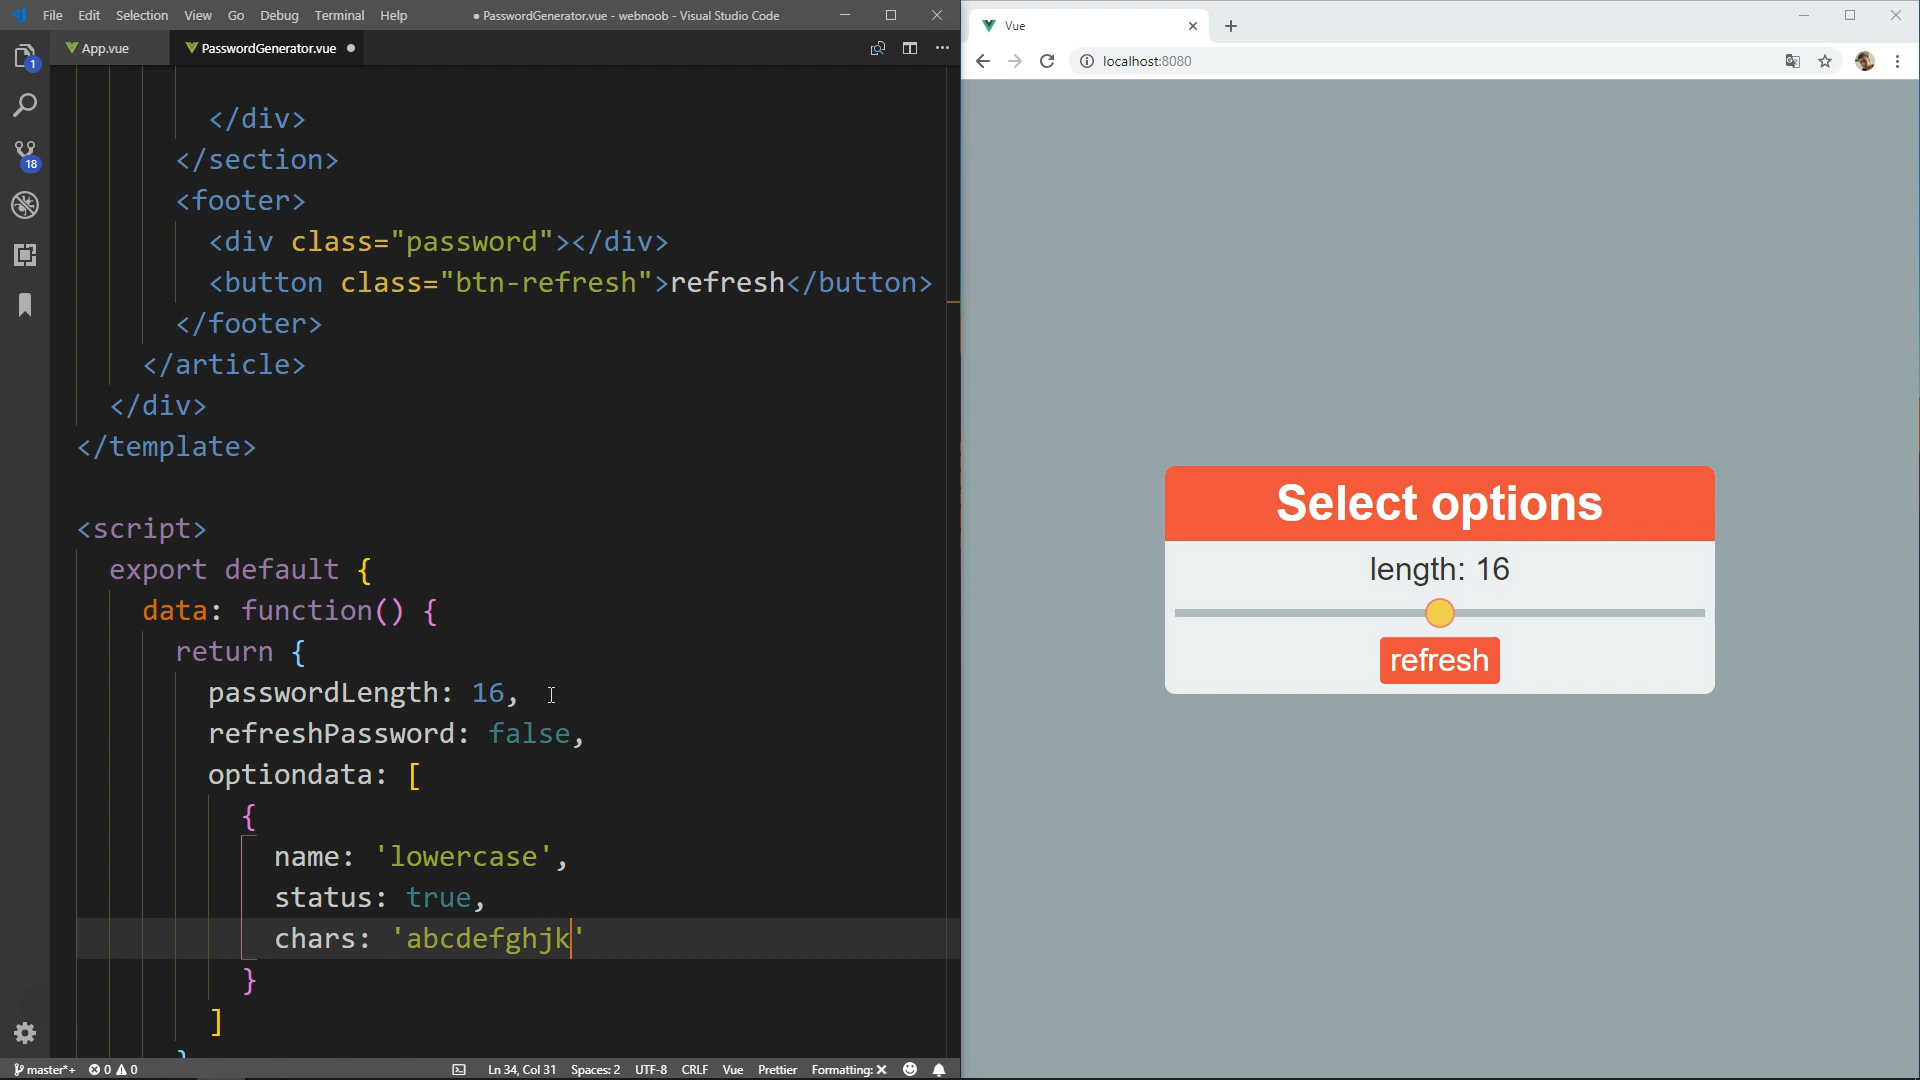 File Edit Selection View Go Debug Terminal Help ● PasswordGenerator.vue - webnoob - Visual Studio Code
App.vue PasswordGenerator.vue
1
18
</div>
</section>
<footer>
<div class="password"></div>
<button class="btn-refresh">refresh</button>
</footer>
</article>
</div>
</template>
<script>
export default {
data: function() {
return {
passwordLength: 16,
refreshPassword: false,
optiondata: [
{
name: 'lowercase',
status: true,
chars: 'abcdefghjk'
}
]
}
master*+ 0 0 Ln 34, Col 31 Spaces: 2 UTF-8 CRLF Vue Prettier Formatting: ×
Vue
localhost:8080
Select options
length: 16
refresh